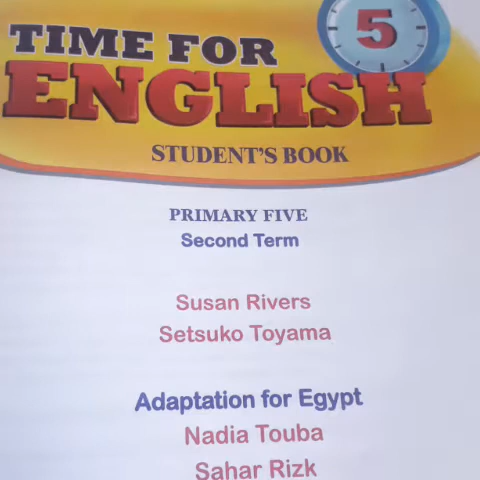 5
TIME FOR
ENGLISH
STUDENT'S BOOK
PRIMARY FIVE
Second Term
Susan Rivers
Setsuko Toyama
Adaptation for Egypt
Nadia Touba
Sahar Rizk